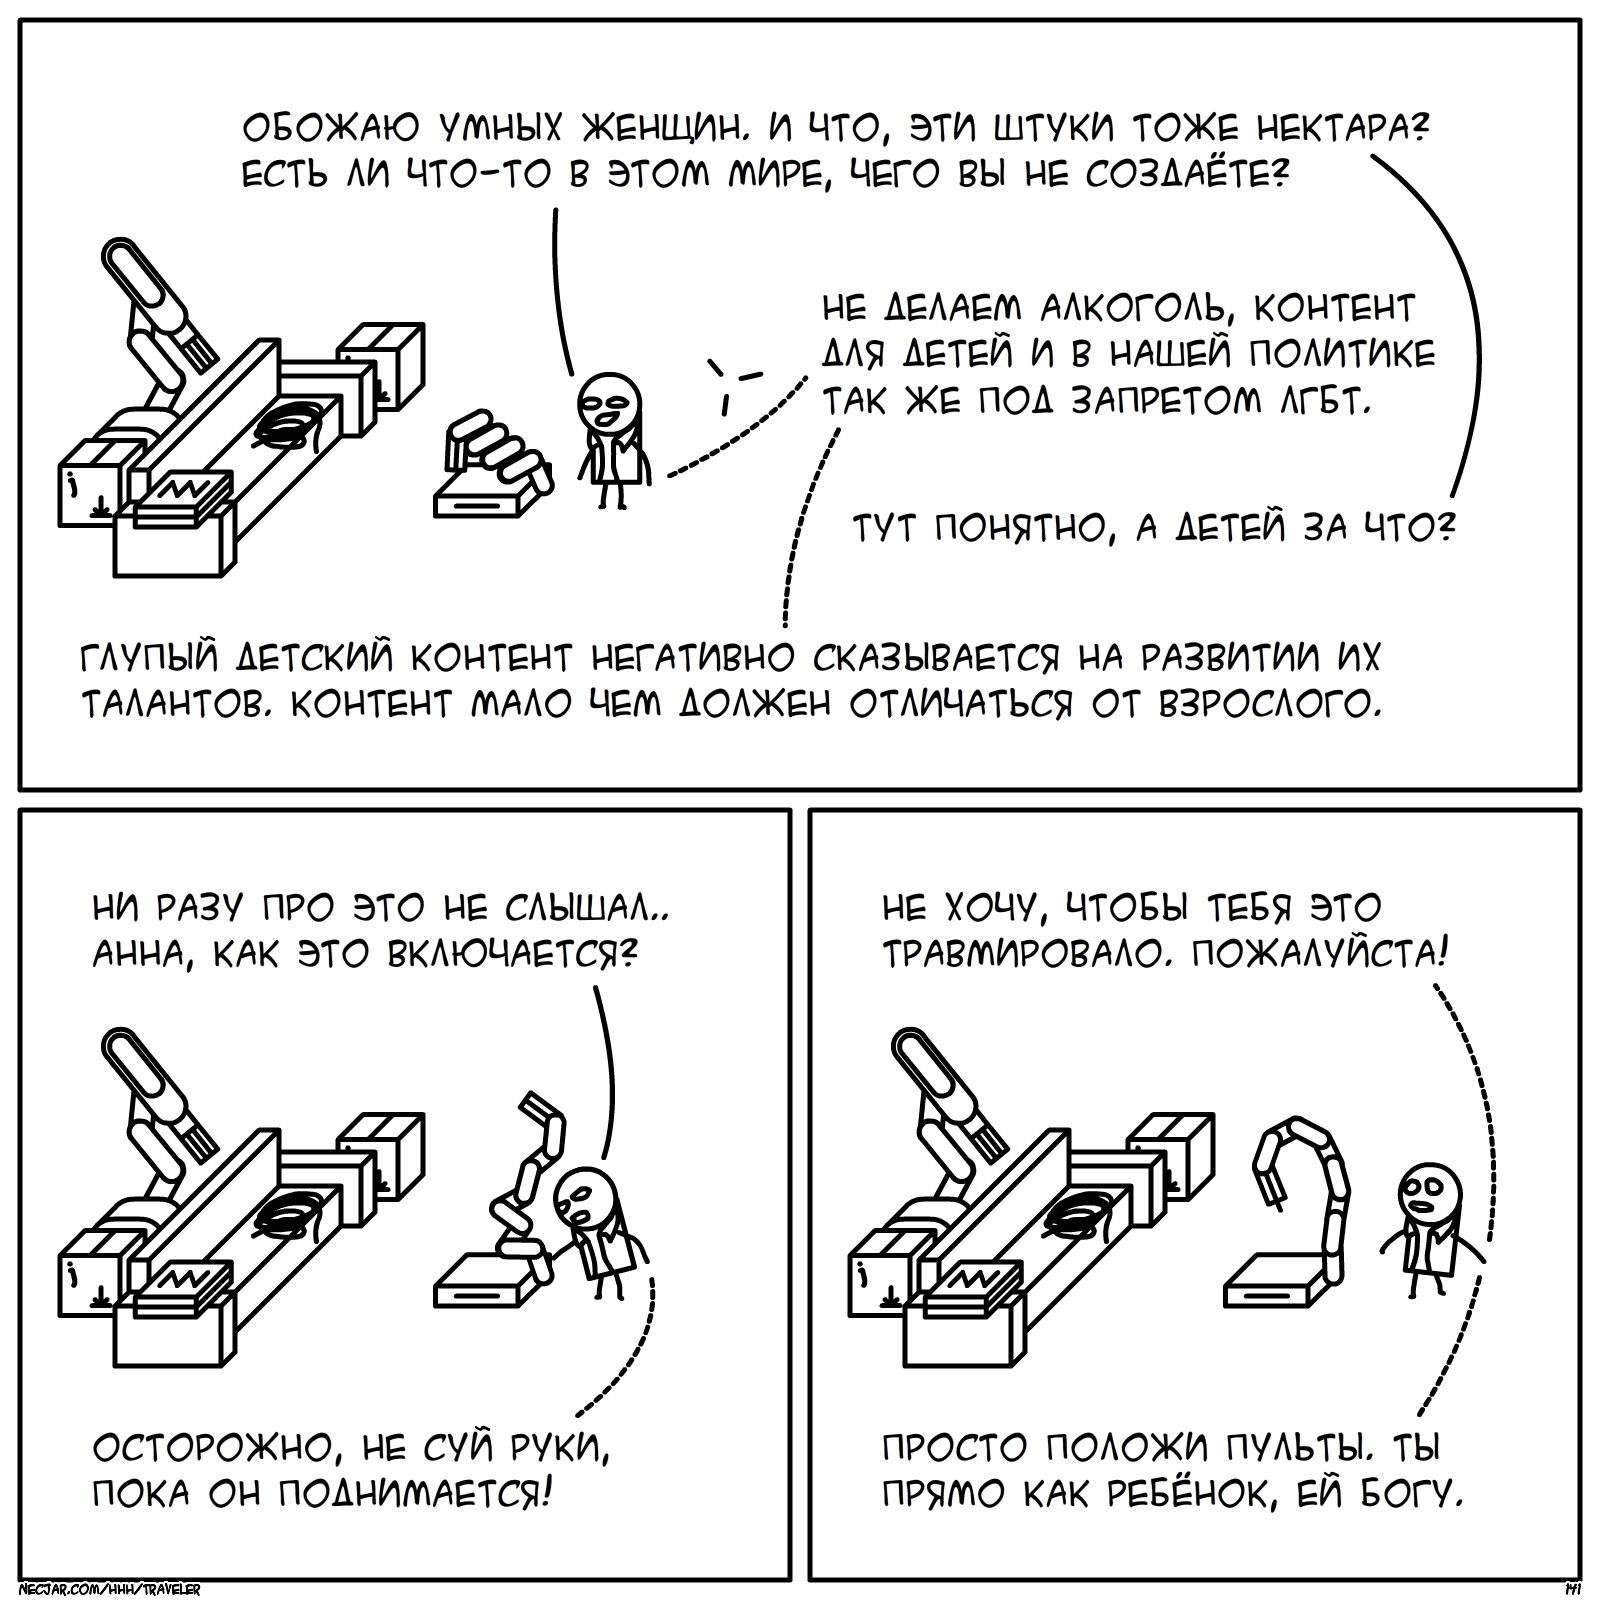 ОБОЖАЮ УМНЫХ ЖЕНЩИН. И ЧТО, ЭТИ ШТУКИ ТОЖЕ НЕКТАРА?
ЕСТЬ ЛИ ЧТО-ТО В ЭТОМ МИРЕ, ЧЕГО ВЫ НЕ СОЗДАЁТЕ?
НЕ ДЕЛАЕМ АЛКОГОЛЬ, КОНТЕНТ
ДЛЯ ДЕТЕЙ И В НАШЕЙ ПОЛИТИКЕ
ТАК ЖЕ ПОД ЗАПРЕТОМ ЛГБТ.
ТУТ ПОНЯТНО, А ДЕТЕЙ ЗА ЧТО?
ГЛУПЫЙ ДЕТСКИЙ КОНТЕНТ НЕГАТИВНО СКАЗЫВАЕТСЯ НА РАЗВИТИИ ИХ
ТАЛАНТОВ. КОНТЕНТ МАЛО ЧЕМ ДОЛЖЕН ОТЛИЧАТЬСЯ ОТ ВЗРОСЛОГО.
НИ РАЗУ ПРО ЭТО НЕ СЛЫШАЛ..
АННА, КАК ЭТО ВКЛЮЧАЕТСЯ?
ОСТОРОЖНО, НЕ СУЙ РУКИ,
ПОКА ОН ПОДНИМАЕТСЯ!
НЕ ХОЧУ, ЧТОБЫ ТЕБЯ ЭТО
ТРАВМИРОВАЛО. ПОЖАЛУЙСТА!
ПРОСТО ПОЛОЖИ ПУЛЬТЫ. ТЫ
ПРЯМО КАК РЕБЁНОК, ЕЙ БОГУ.
NECJAR.COM/HHH/TRAVELER
141